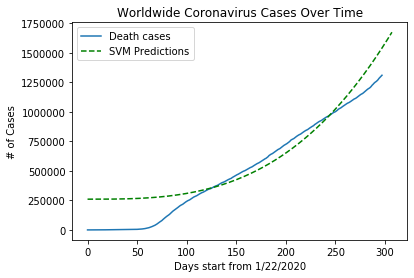 Worldwide Coronavirus Cases Over Time
1750000
1500000
1250000
1000000
750000
500000
250000
0
# of Cases
Death cases
SVM Predictions
0 50 100 150 200 250 300
Days start from 1/22/2020